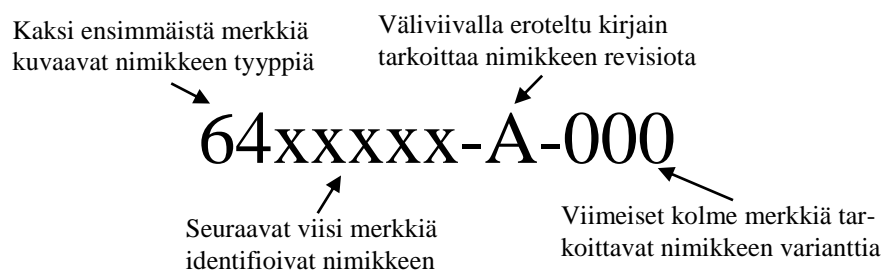 Kaksi ensimmäistä merkkiä
kuvaavat nimikkeen tyyppiä
Väliviivalla eroteltu kirjain
tarkoittaa nimikkeen revisiota
64xxxxx-A-000
Seuraavat viisi merkkiä
identifioivat nimikkeen
Viimeiset kolme merkkiä tar-
koittavat nimikkeen varianttia